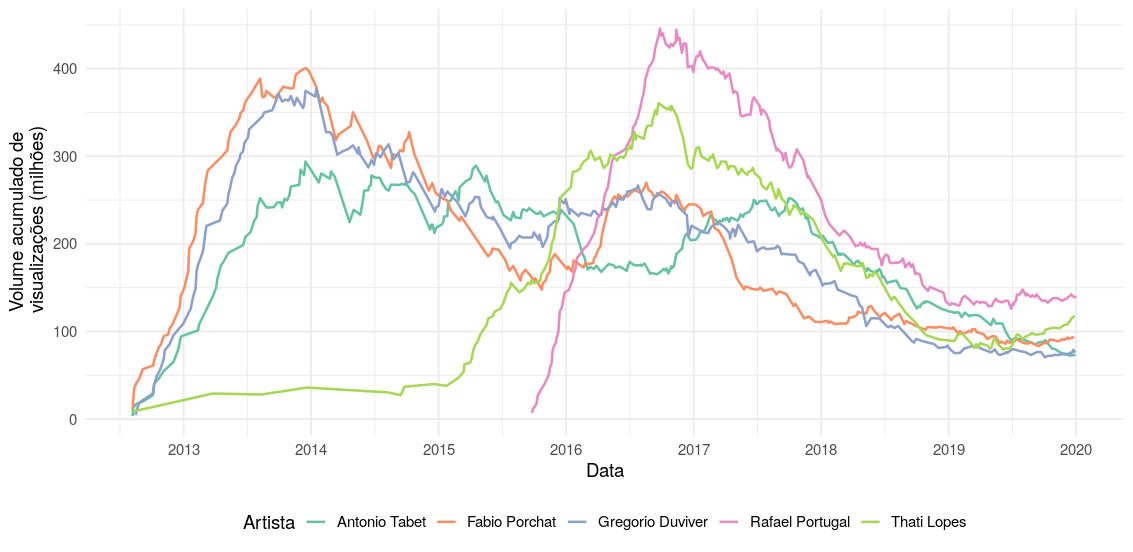 Volume acumulado de
visualizações (milhões)
400
300
200
100
0
2013 2014 2015 2016 2017 2018 2019 2020
Data
Artista Antonio Tabet Fabio Porchat Gregorio Duviver Rafael Portugal Thati Lopes